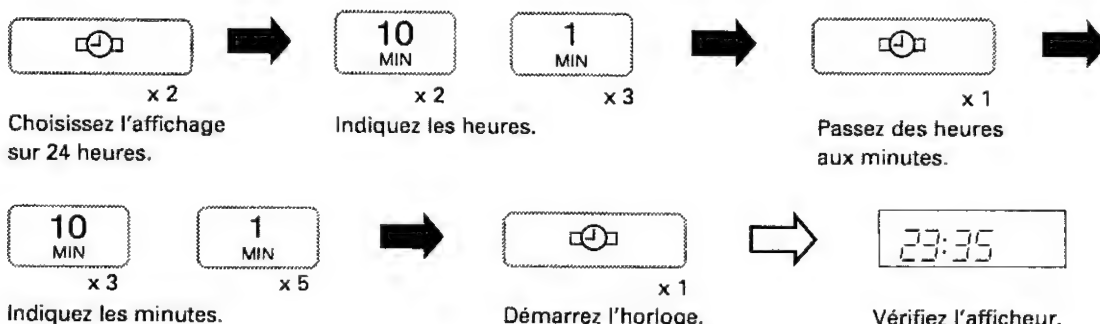 10
MIN
1
MIN
x 2
x 2
x 3
x 1
Choisissez l'affichage
sur 24 heures.
Indiquez les heures.
Passez des heures
aux minutes.
10
MIN
1
MIN
23:35
x 3
x 5
x 1
Indiquez les minutes.
Démarrez l'horloge.
Vérifiez l'afficheur.